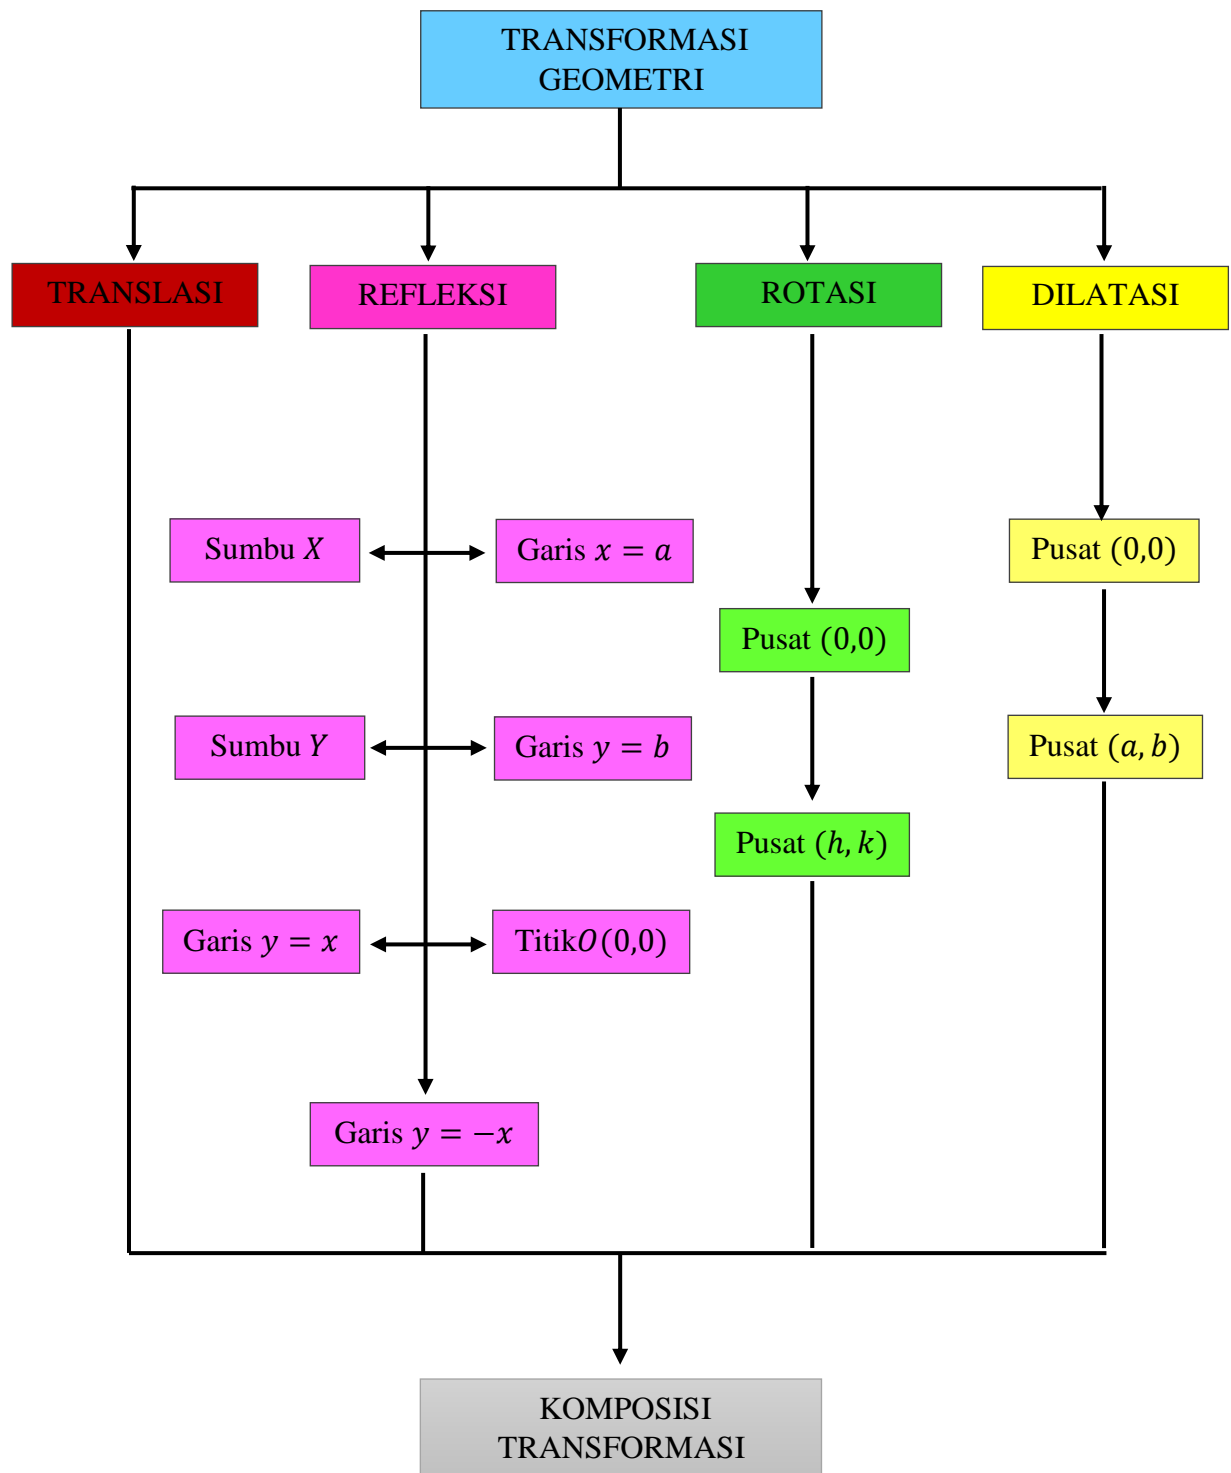 TRANSFORMASI
GEOMETRI
TRANSLASI
REFLEKSI
ROTASI
DILATASI
Sumbu X
Garis x = a
Pusat (0,0)
Pusat (0,0)
Sumbu Y
Garis y = b
Pusat (a, b)
Pusat (h, k)
Garis y = x
TitikO(0,0)
Garis y = −x
KOMPOSISI
TRANSFORMASI